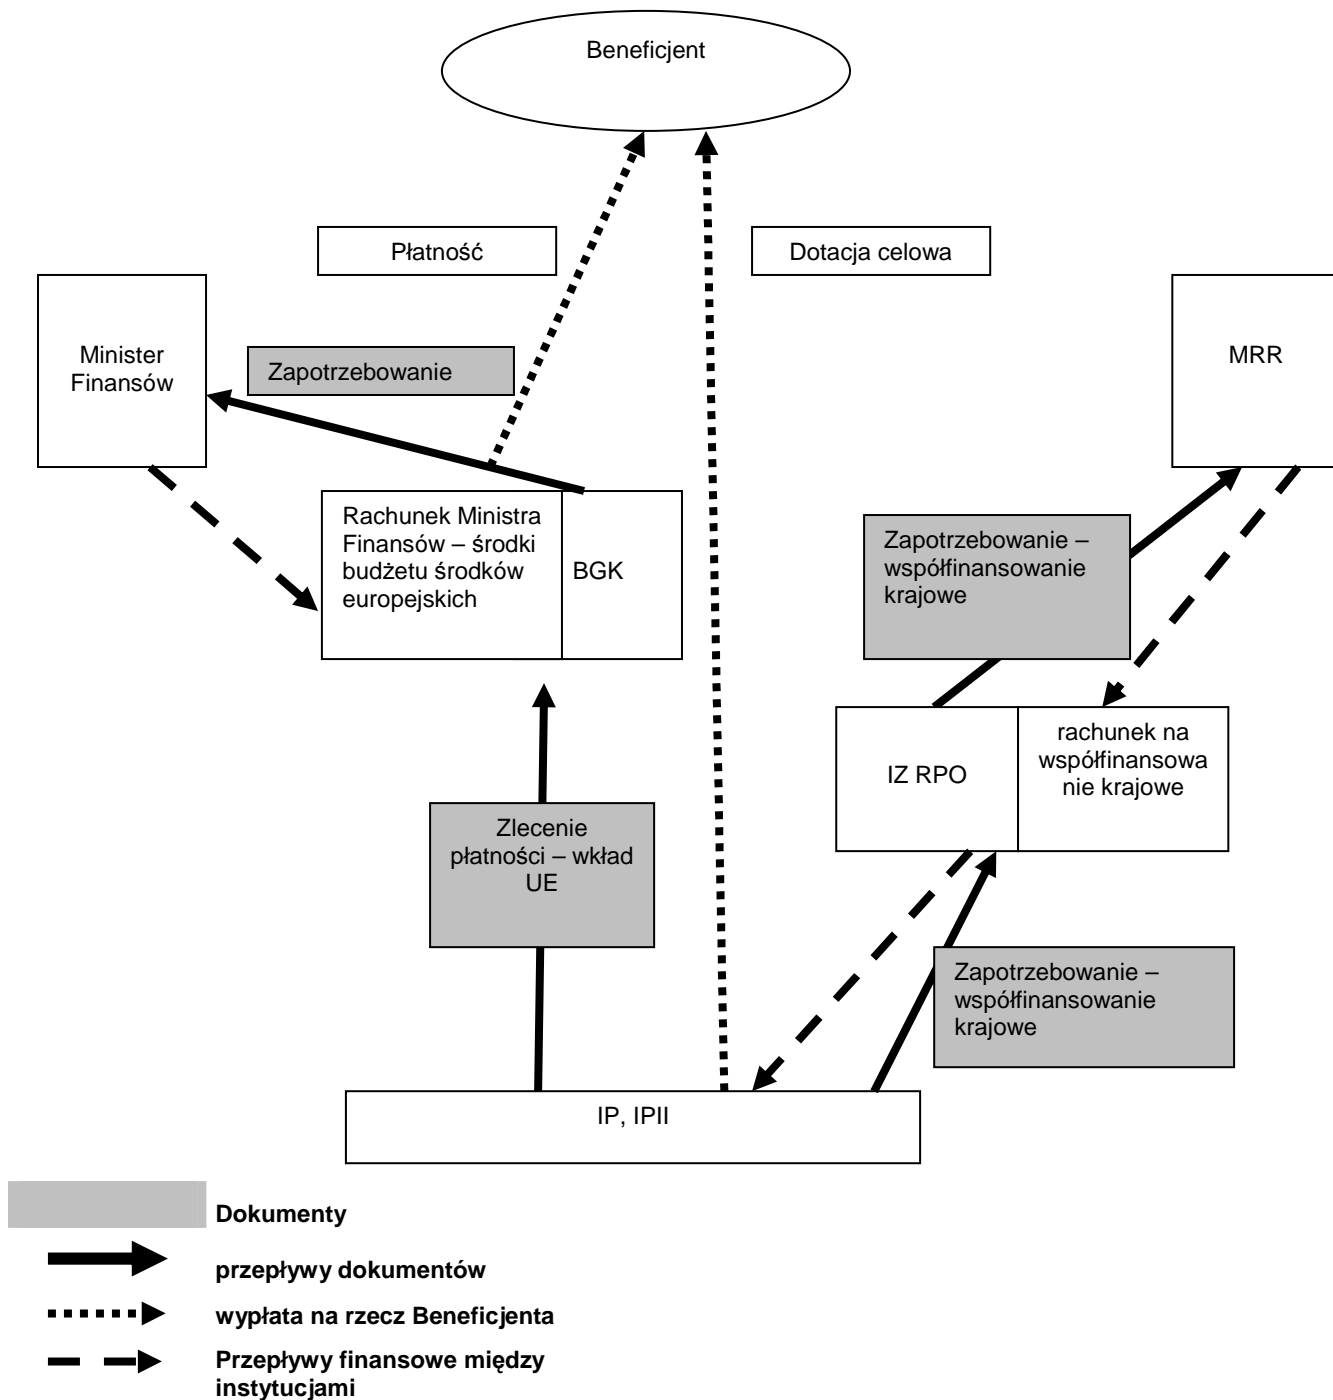 Beneficjent
Płatność
Dotacja celowa
Minister
Finansów
Zapotrzebowanie
MRR
Rachunek Ministra
Finansów – środki
budżetu środków
europejskich
BGK
Zapotrzebowanie –
współfinansowanie
krajowe
IZ RPO
rachunek na
współfinansowa
nie krajowe
Zlecenie
płatności – wkład
UE
Zapotrzebowanie –
współfinansowanie
krajowe
IP, IPII
Dokumenty
przepływy dokumentów
wypłata na rzecz Beneficjenta
Przepływy finansowe między
instytucjami